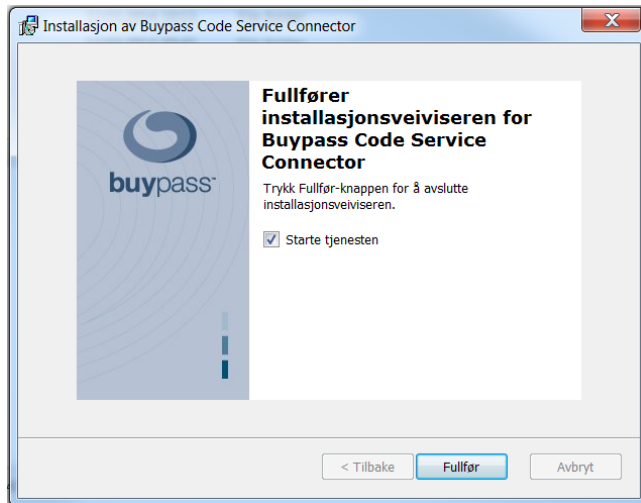 Installasjon av Buypass Code Service Connector
Fullfører
installasjonsveiviseren for
Buypass Code Service
Connector
buypass
Trykk Fullfør-knappen for å avslutte
installasjonsveiviseren.
Starte tjenesten
< Tilbake
Fullfør
Avbryt